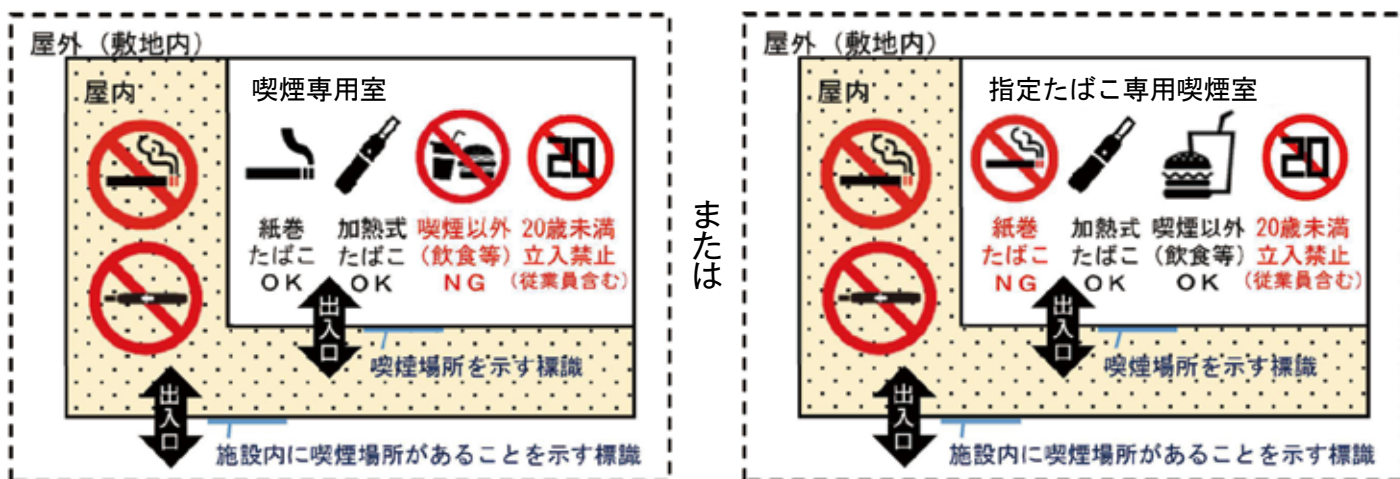 屋外（敷地内）
屋内
喫煙専用室
20
紙巻
たばこ
OK
加熱式
たばこ
OK
喫煙以外
（飲食等）
NG
20歳未満
立入禁止
(従業員含む)
出入口
喫煙場所を示す標識
出入口
施設内に喫煙場所があることを示す標識
または
屋外（敷地内）
屋内
指定たばこ専用喫煙室
20
紙巻
たばこ
NG
加熱式
たばこ
OK
喫煙以外
（飲食等）
OK
20歳未満
立入禁止
(従業員含む)
出入口
喫煙場所を示す標識
出入口
施設内に喫煙場所があることを示す標識